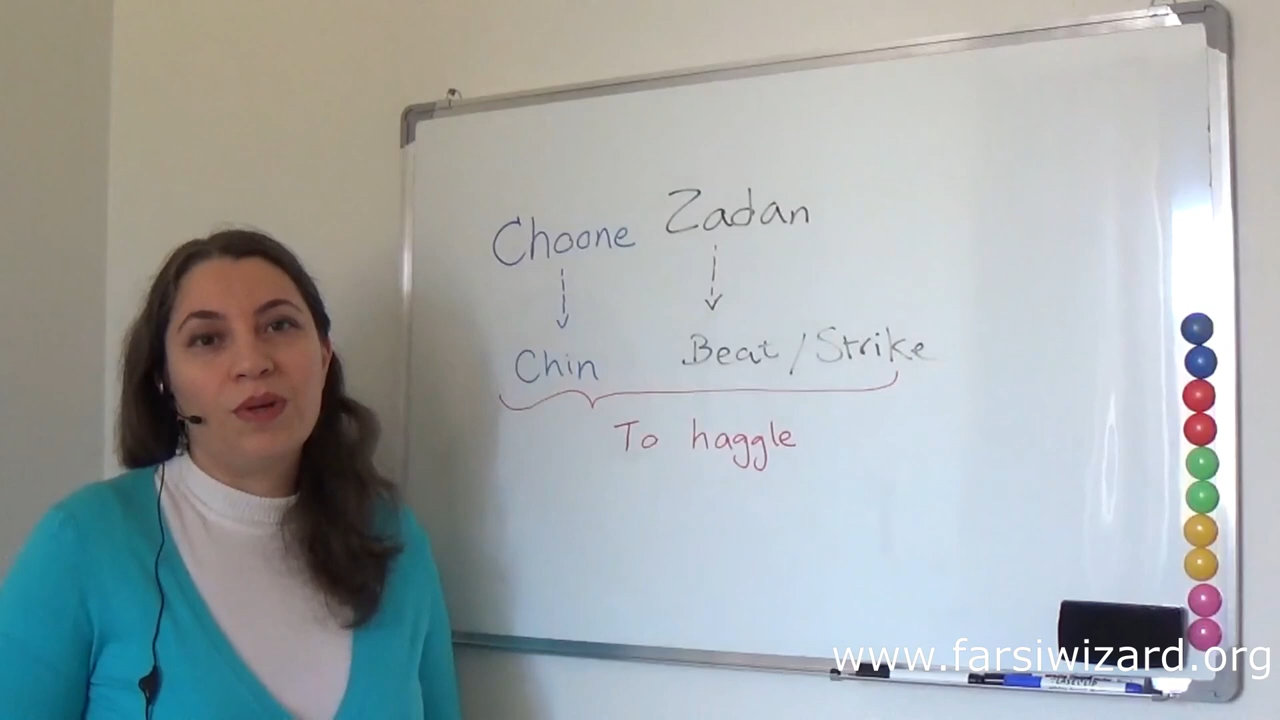 Choone Zadan
Chin Beat / Strike
To haggle
www.farsiwizard.org